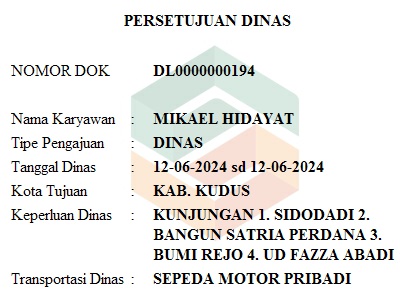 PERSETUJUAN DINAS
NOMOR DOK DL0000000194
Nama Karyawan : MIKAEL HIDAYAT
Tipe Pengajuan : DINAS
Tanggal Dinas : 12-06-2024 sd 12-06-2024
Kota Tujuan : KAB. KUDUS
Keperluan Dinas : KUNJUNGAN 1. SIDODADI 2.
BANGUN SATRIA PERDANA 3.
BUMI REJO 4. UD FAZZA ABADI
Transportasi Dinas : SEPEDA MOTOR PRIBADI